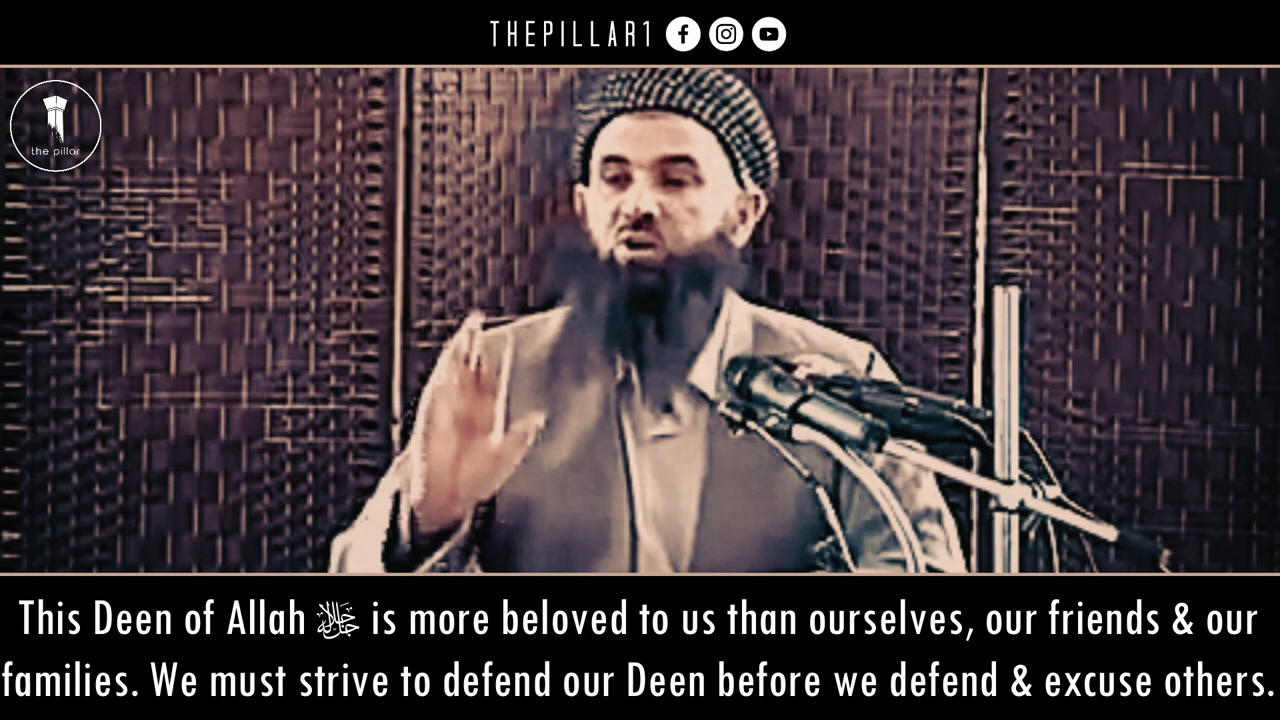 THEPILLAR1
the pillar
This Deen of Allah ﷻ is more beloved to us than ourselves, our friends & our
families. We must strive to defend our Deen before we defend & excuse others.